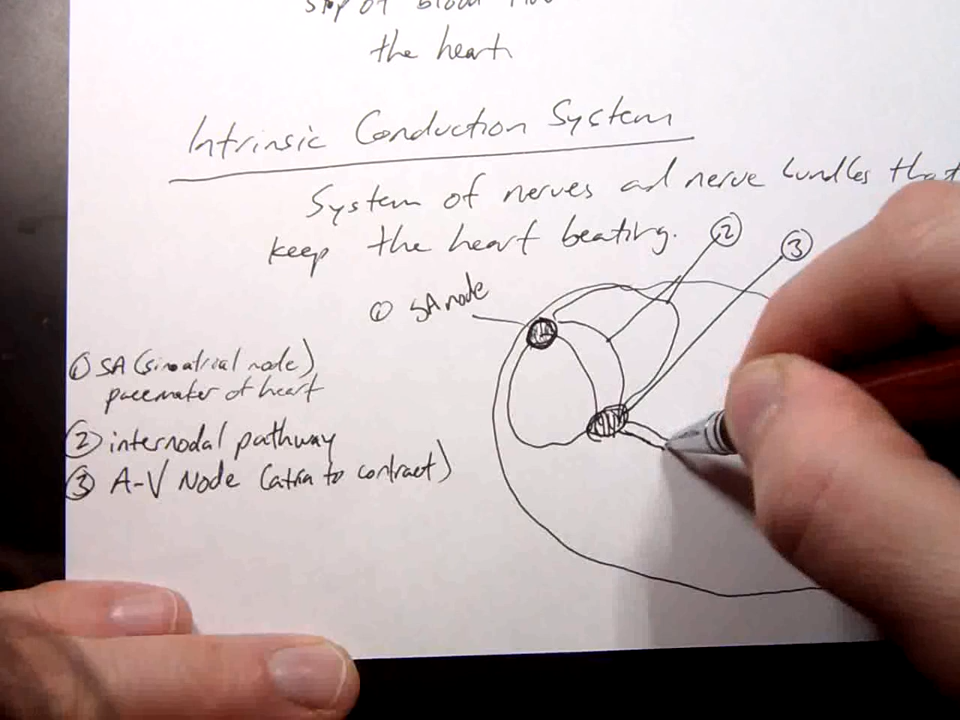 the heart
Intrinsic Conduction System
System of nerves ad nerve bundles that
keep the heart beating.
②
③
① SA node
① SA (sinoatrial node)
pacemaker of heart
② internodal pathway
③ A-V Node (atria to contract)